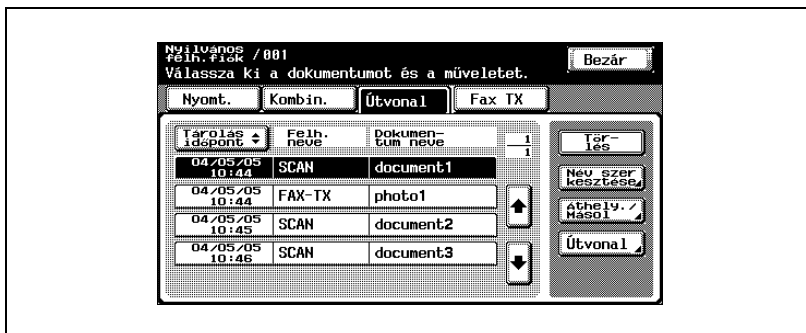 Nyilvános
felh.fiók /001
Válassza ki a dokumentumot és a műveletet.
Bezár
Nyomt. Kombin. Útvonal Fax TX
Tárolás
időpont
Felh.
neve
Dokumen-
tum neve
1
1
04/05/05
10:44
SCAN document1
04/05/05
10:44
FAX-TX photo1
04/05/05
10:45
SCAN document2
04/05/05
10:46
SCAN document3
Tör-
lés
Név szer
kesztése
Áthely./
Másol
Útvonal